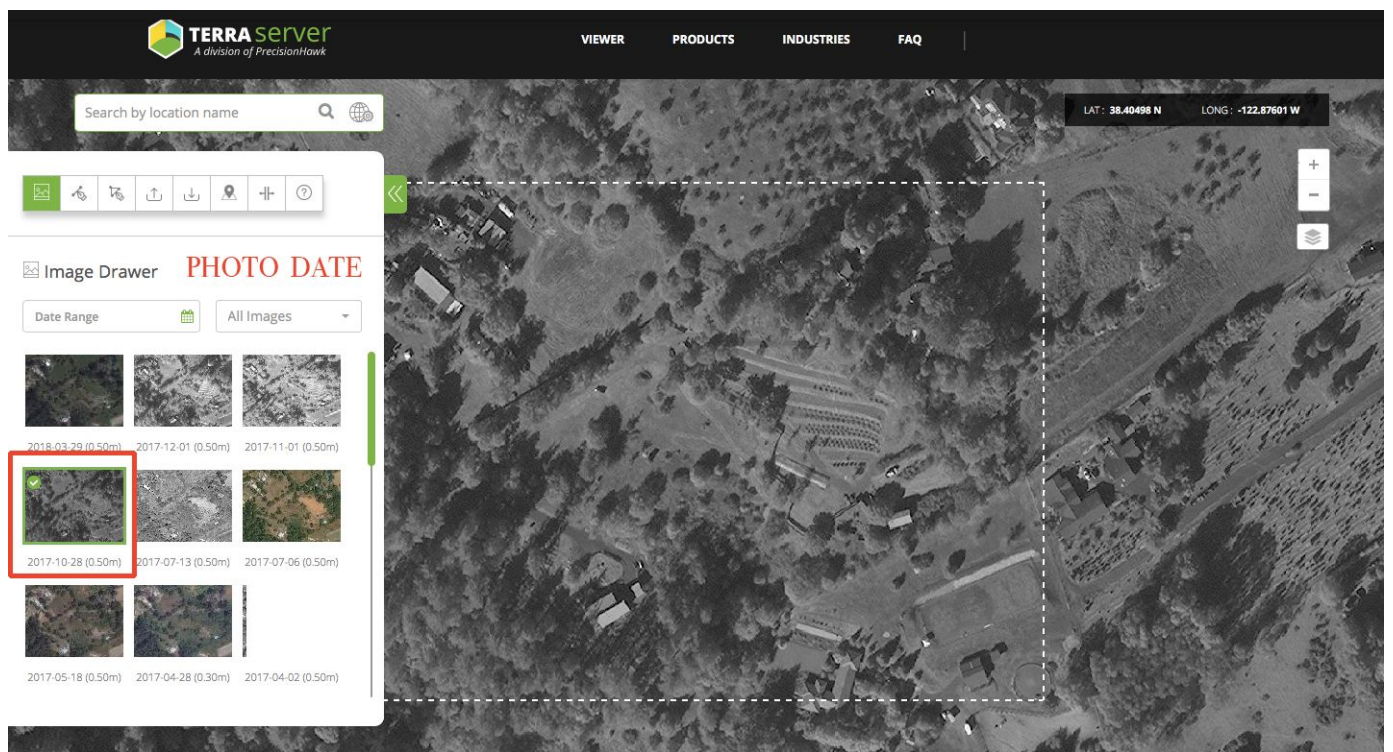 TERRA server
A division of PrecisionHawk
VIEWER PRODUCTS INDUSTRIES FAQ
Search by location name
LAT : 38.40498 N LONG : -122.87601 W
Image Drawer PHOTO DATE
Date Range All Images
2018-03-29 (0.50m) 2017-12-01 (0.50m) 2017-11-01 (0.50m)
2017-10-28 (0.50m) 2017-07-13 (0.50m) 2017-07-06 (0.50m)
2017-05-18 (0.50m) 2017-04-28 (0.30m) 2017-04-02 (0.50m)